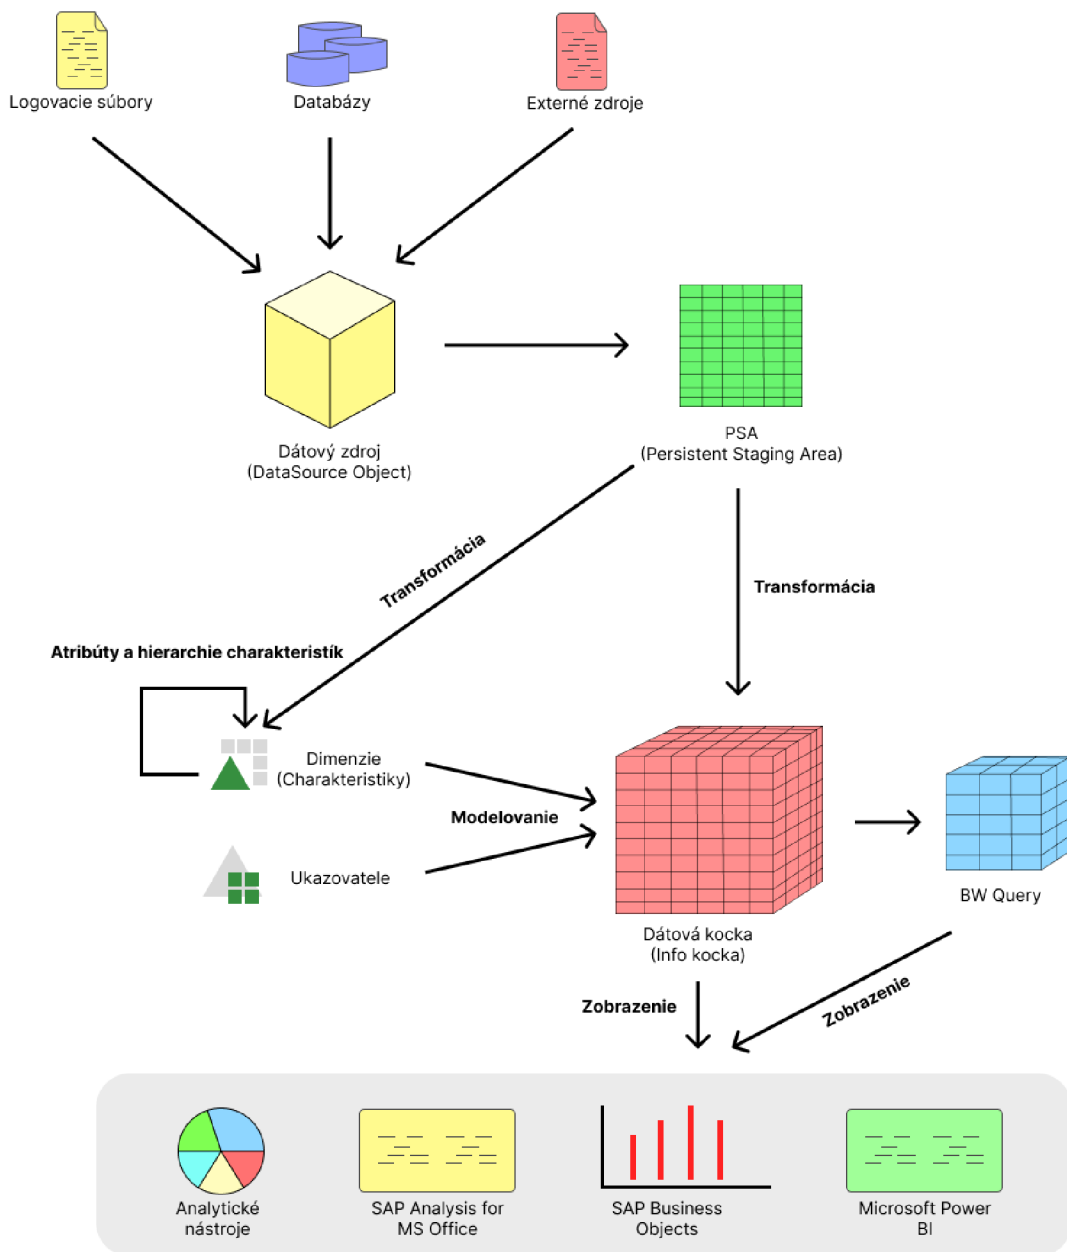 Logovacie súbory
Databázy
Externé zdroje
Dátový zdroj
(DataSource Object)
PSA
(Persistent Staging Area)
Transformácia
Transformácia
Atribúty a hierarchie charakteristík
Dimenzie
(Charakteristiky)
Modelovanie
Ukazovatele
BW Query
Dátová kocka
(Info kocka)
Zobrazenie
Zobrazenie
Analytické
nástroje
SAP Analysis for
MS Office
SAP Business
Objects
Microsoft Power
BI